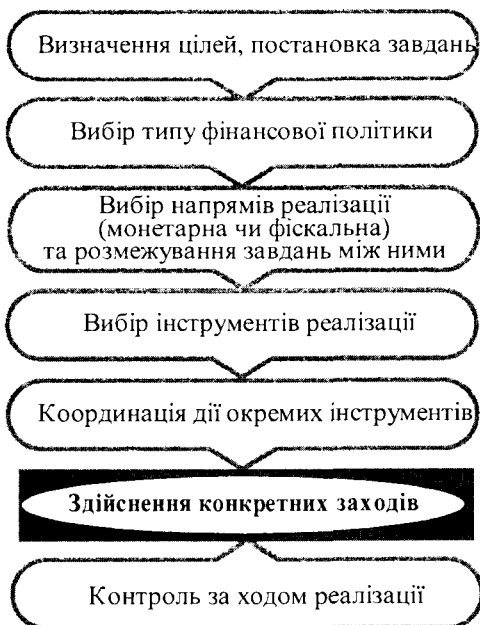 Визначення цілей, постановка завдань
Вибір типу фінансової політики
Вибір напрямів реалізації
(монетарна чи фіскальна)
та розмежування завдань між ними
Вибір інструментів реалізації
Координація дії окремих інструментів
Здійснення конкретних заходів
Контроль за ходом реалізації